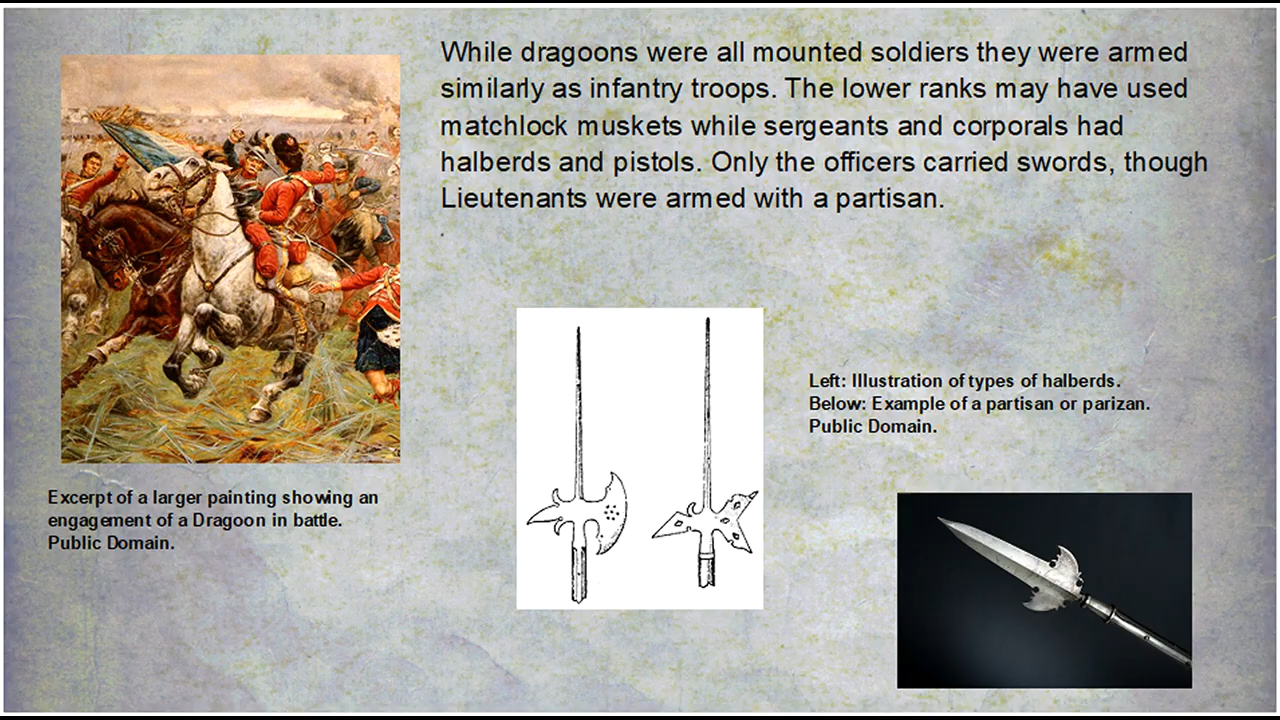 While dragoons were all mounted soldiers they were armed
similarly as infantry troops. The lower ranks may have used
matchlock muskets while sergeants and corporals had
halberds and pistols. Only the officers carried swords, though
Lieutenants were armed with a partisan.
Left: Illustration of types of halberds.
Below: Example of a partisan or parizan.
Public Domain.
Excerpt of a larger painting showing an
engagement of a Dragoon in battle.
Public Domain.